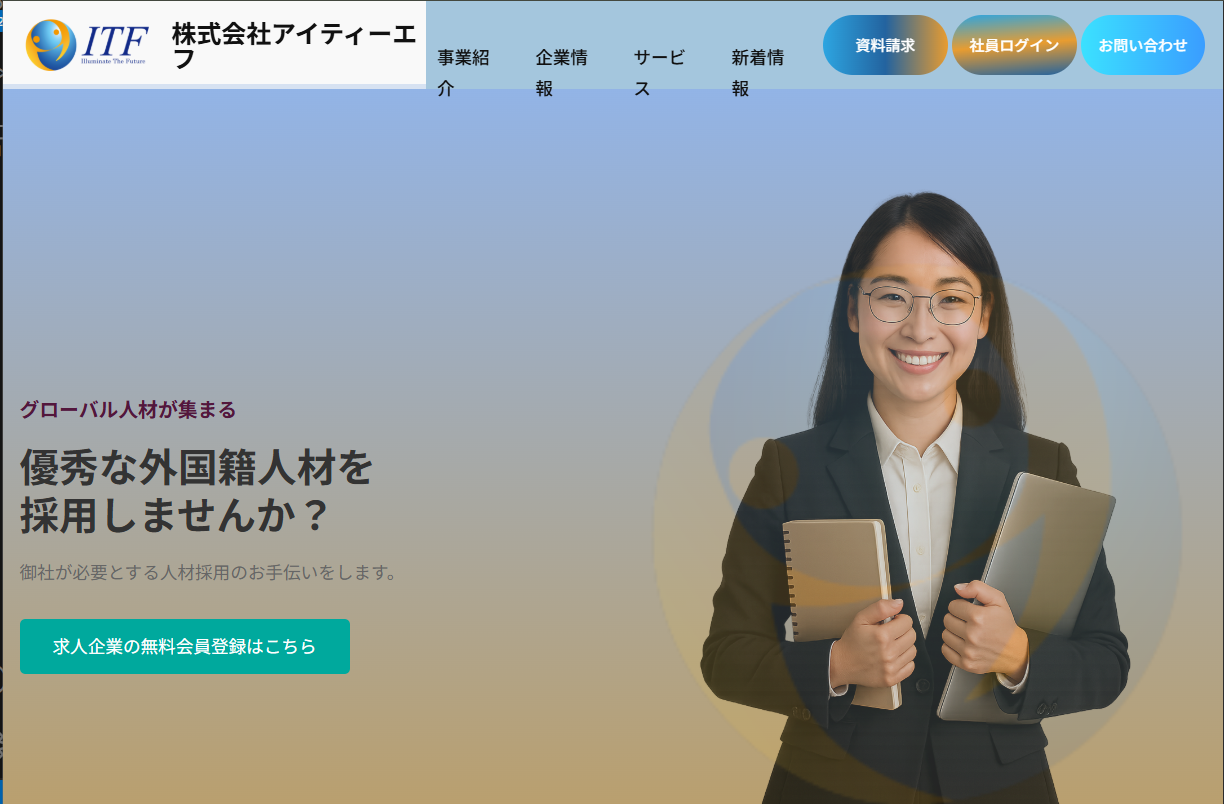 ITF
Illuminate The Future
株式会社アイティーエ
フ
事業紹
介
企業情
報
サービ
ス
新着情
報
資料請求
社員ログイン
お問い合わせ
グローバル人材が集まる
優秀な外国籍人材を
採用しませんか？
御社が必要とする人材採用のお手伝いをします。
求人企業の無料会員登録はこちら